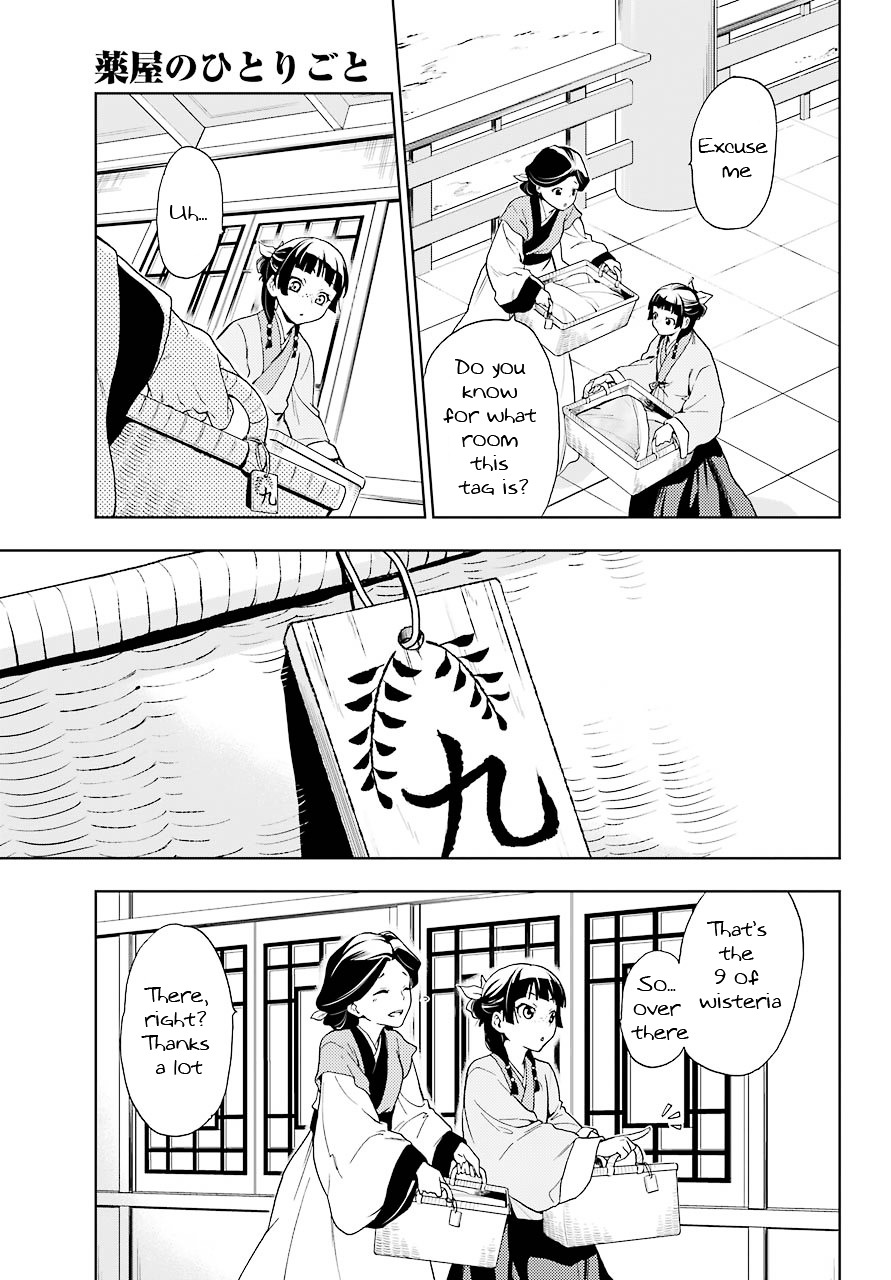 薬屋のひとりごと
Excuse
me
Do you
know
for what
room
this
tag is?
Uh...
九
九
That's
the
9 of
wisteria
So...
over
there
There,
right?
Thanks
a lot